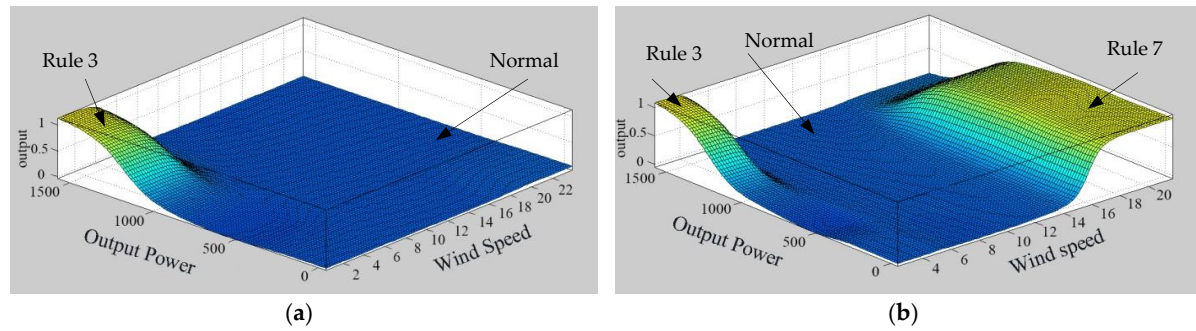 Rule 3
Normal
output
1
0.5
0
1500
1000
500
0
Output Power
2 4 6 8 10 12 14 16 18 20 22
Wind Speed
(a)
Rule 3
Normal
Rule 7
output
1
0.5
0
1500
1000
500
0
Output Power
4 6 8 10 12 14 16 18 20
Wind speed
(b)